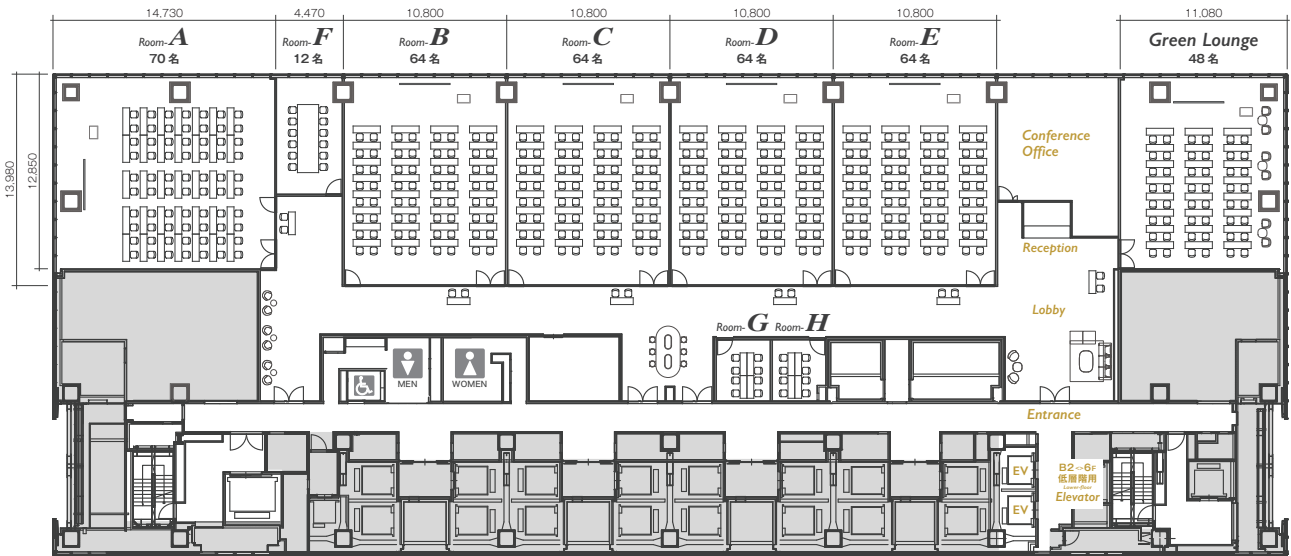 14,730
4,470
10,800
10,800
10,800
10,800
11,080
Room-A
70 名
Room-F
12 名
Room-B
64 名
Room-C
64 名
Room-D
64 名
Room-E
64 名
Green Lounge
48 名
13,980
12,850
Conference
Office
Reception
Lobby
Room-G
Room-H
MEN
WOMEN
Entrance
EV
EV
B2⇔6F
低層階用
Lower-floor
Elevator